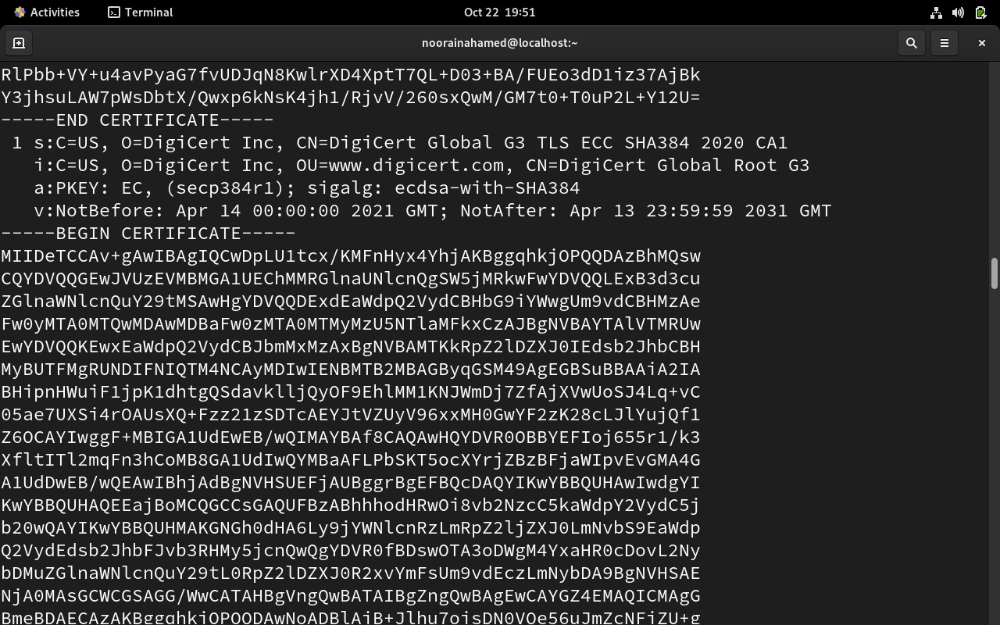 Activities
Terminal
Oct 22 19:51
noorainahamed@localhost:~
RlPbb+VY+u4avPyaG7fvUDJqN8KwlrXD4XptT7QL+D03+BA/FUEo3dD1iz37AjBk
Y3jhsuLAW7pWsDbtX/Qwxp6kNsK4jh1/RjvV/260sxQwM/GM7t0+T0uP2L+Y12U=
-----END CERTIFICATE-----
1 s:C=US, O=DigiCert Inc, CN=DigiCert Global G3 TLS ECC SHA384 2020 CA1
i:C=US, O=DigiCert Inc, OU=www.digicert.com, CN=DigiCert Global Root G3
a:PKEY: EC, (secp384r1); sigalg: ecdsa-with-SHA384
v:NotBefore: Apr 14 00:00:00 2021 GMT; NotAfter: Apr 13 23:59:59 2031 GMT
-----BEGIN CERTIFICATE-----
MIIDeTCCAv+gAwIBAgIQCwDpLU1tcx/KMFnHyx4YhjAKBggqhkjOPQQDAzBhMQsw
CQYDVQQGEwJVUzEVMBMGA1UEChMMRGlnaUNlcnQgSW5jMRkwFwYDVQQLExB3d3cu
ZGlnaWNlcnQuY29tMSAwHgYDVQQDExdEaWdpQ2VydCBHbG9iYWwgUm9vdCBHMzAe
Fw0yMTA0MTQwMDAwMDBaFw0zMTA0MTMyMzU5NTlaMFkxCzAJBgNVBAYTAlVTMRUw
EwYDVQQKEwxEaWdpQ2VydCBJbmMxMzAxBgNVBAMTKkRpZ2lDZXJ0IEdsb2JhbCBH
MyBUTFMgRUNDIFNIQTM4NCAyMDIwIENBMTB2MBAGByqGSM49AgEGBSuBBAAiA2IA
BHipnHWuiF1jpK1dhtgQSdavklljQyOF9EhlMM1KNJWmDj7ZfAjXVwUoSJ4Lq+vC
05ae7UXSi4rOAUsXQ+Fzz21zSDTcAEYJtVZUyV96xxMH0GwYF2zK28cLJlYujQf1
Z6OCAYIwggF+MBIGA1UdEwEB/wQIMAYBAf8CAQAwHQYDVR0OBBYEFIoj655r1/k3
XfltITl2mqFn3hCoMB8GA1UdIwQYMBaAFLPbSKT5ocXYrjZBzBFjaWIpvEvGMA4G
A1UdDwEB/wQEAwIBhjAdBgNVHSUEFjAUBggrBgEFBQcDAQYIKwYBBQUHAwIwdgYI
KwYBBQUHAQEEajBoMCQGCCsGAQUFBzABhhhodHRwOi8vb2NzcC5kaWdpY2VydC5j
b20wQAYIKwYBBQUHMAKGNGh0dHA6Ly9jYWNlcnRzLmRpZ2ljZXJ0LmNvbS9EaWdp
Q2VydEdsb2JhbFJvb3RHMy5jcnQwQgYDVR0fBDswOTA3oDWgM4YxaHR0cDovL2Ny
bDMuZGlnaWNlcnQuY29tL0RpZ2lDZXJ0R2xvYmFsUm9vdEczLmNybDA9BgNVHSAE
NjA0MAsGCWCGSAGG/WwCATAHBgVngQwBATAIBgZngQwBAgEwCAYGZ4EMAQICMAgG
BmeBDAECAzAKBggqhkjOPQQDAwNoADBlAjB+Jlhu7ojsDN0VQe56uJmZcNFiZU+g